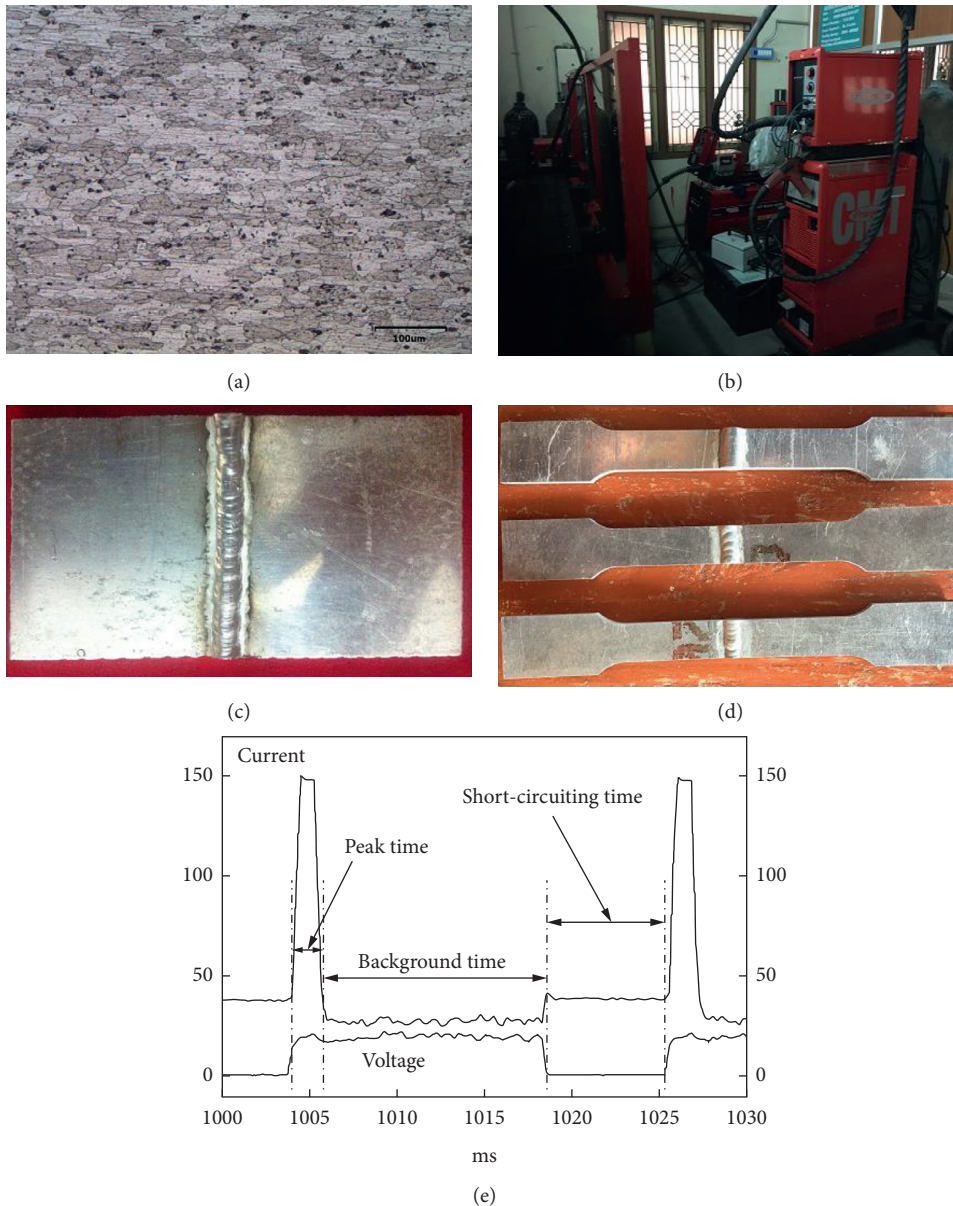 100um
(a)
CMT
(b)
(c)
(d)
Current
150
100
50
0
150
100
50
0
Short-circuiting time
Peak time
Background time
Voltage
1000 1005 1010 1015 1020 1025 1030
ms
(e)